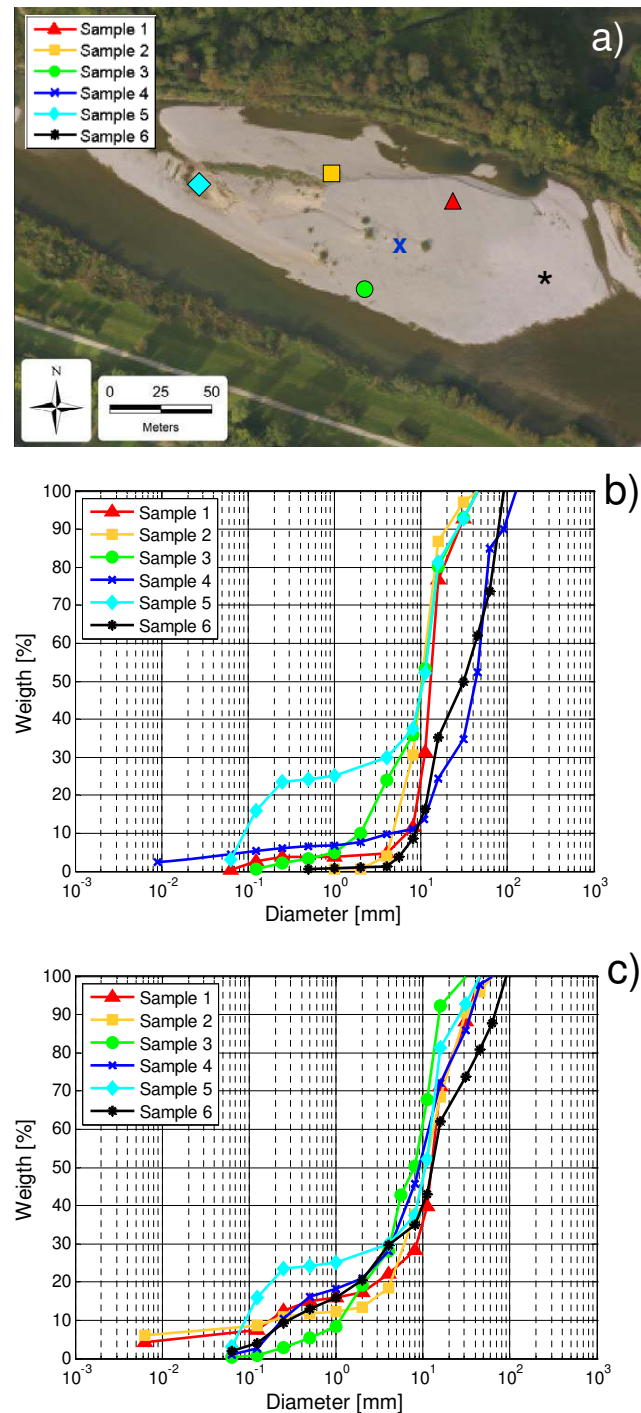 a)
Sample 1
Sample 2
Sample 3
Sample 4
Sample 5
Sample 6
x
*
N
0 25 50
Meters
b)
100
90
80
70
60
50
40
30
20
10
0
Weigth [%]
Sample 1
Sample 2
Sample 3
Sample 4
Sample 5
Sample 6
10⁻³ 10⁻² 10⁻¹ 10⁰ 10¹ 10² 10³
Diameter [mm]
c)
100
90
80
70
60
50
40
30
20
10
0
Weigth [%]
Sample 1
Sample 2
Sample 3
Sample 4
Sample 5
Sample 6
10⁻³ 10⁻² 10⁻¹ 10⁰ 10¹ 10² 10³
Diameter [mm]